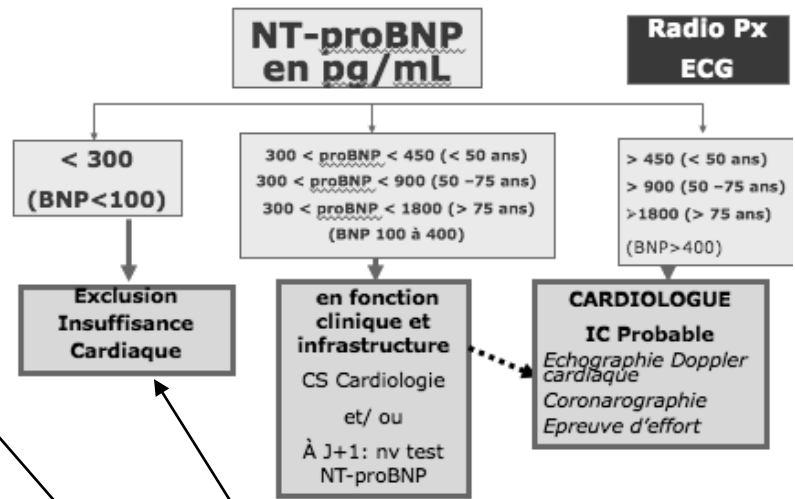 NT-proBNP
en pg/mL
Radio Px
ECG
< 300
(BNP<100)
300 < proBNP < 450 (< 50 ans)
300 < proBNP < 900 (50 –75 ans)
300 < proBNP < 1800 (> 75 ans)
(BNP 100 à 400)
> 450 (< 50 ans)
> 900 (50 –75 ans)
>1800 (> 75 ans)
(BNP>400)
Exclusion
Insuffisance
Cardiaque
en fonction
clinique et
infrastructure
CS Cardiologie
et/ ou
À J+1: nv test
NT-proBNP
CARDIOLOGUE
IC Probable
Echographie Doppler
cardiaque
Coronarographie
Epreuve d'effort